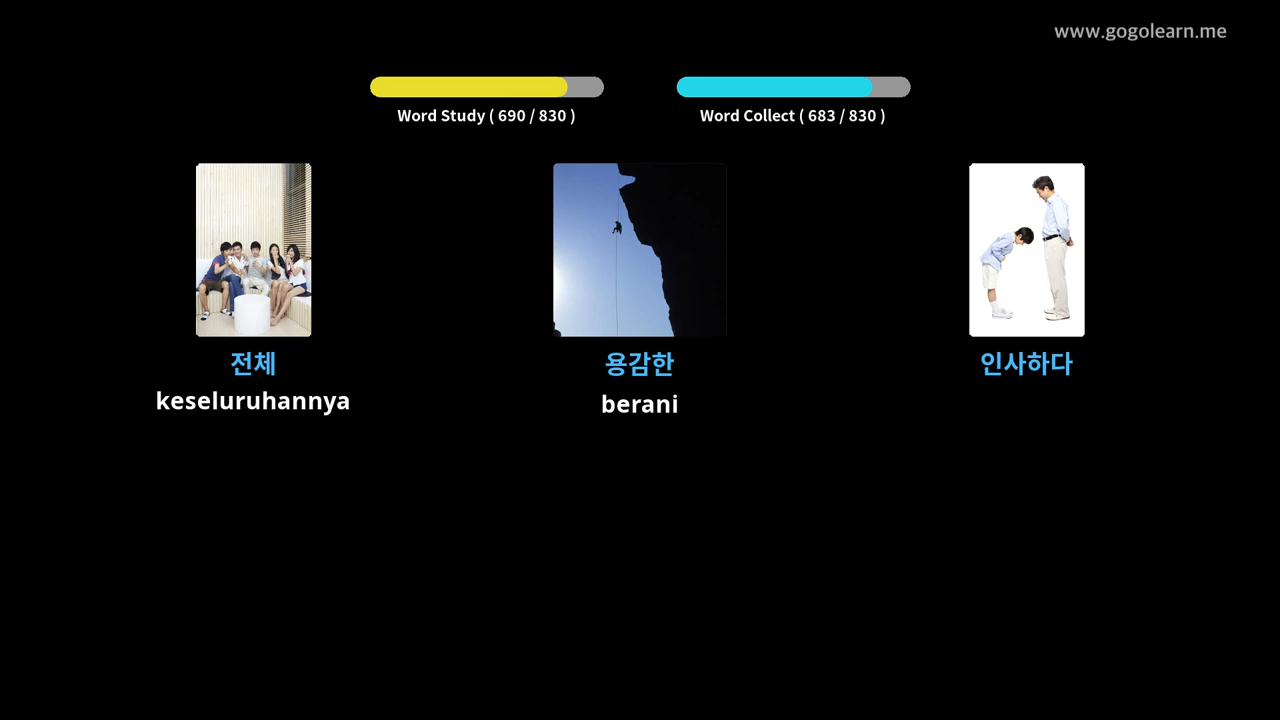 www.gogolearn.me
Word Study ( 690 / 830 )
Word Collect ( 683 / 830 )
전체
용감한
인사하다
keseluruhannya
berani